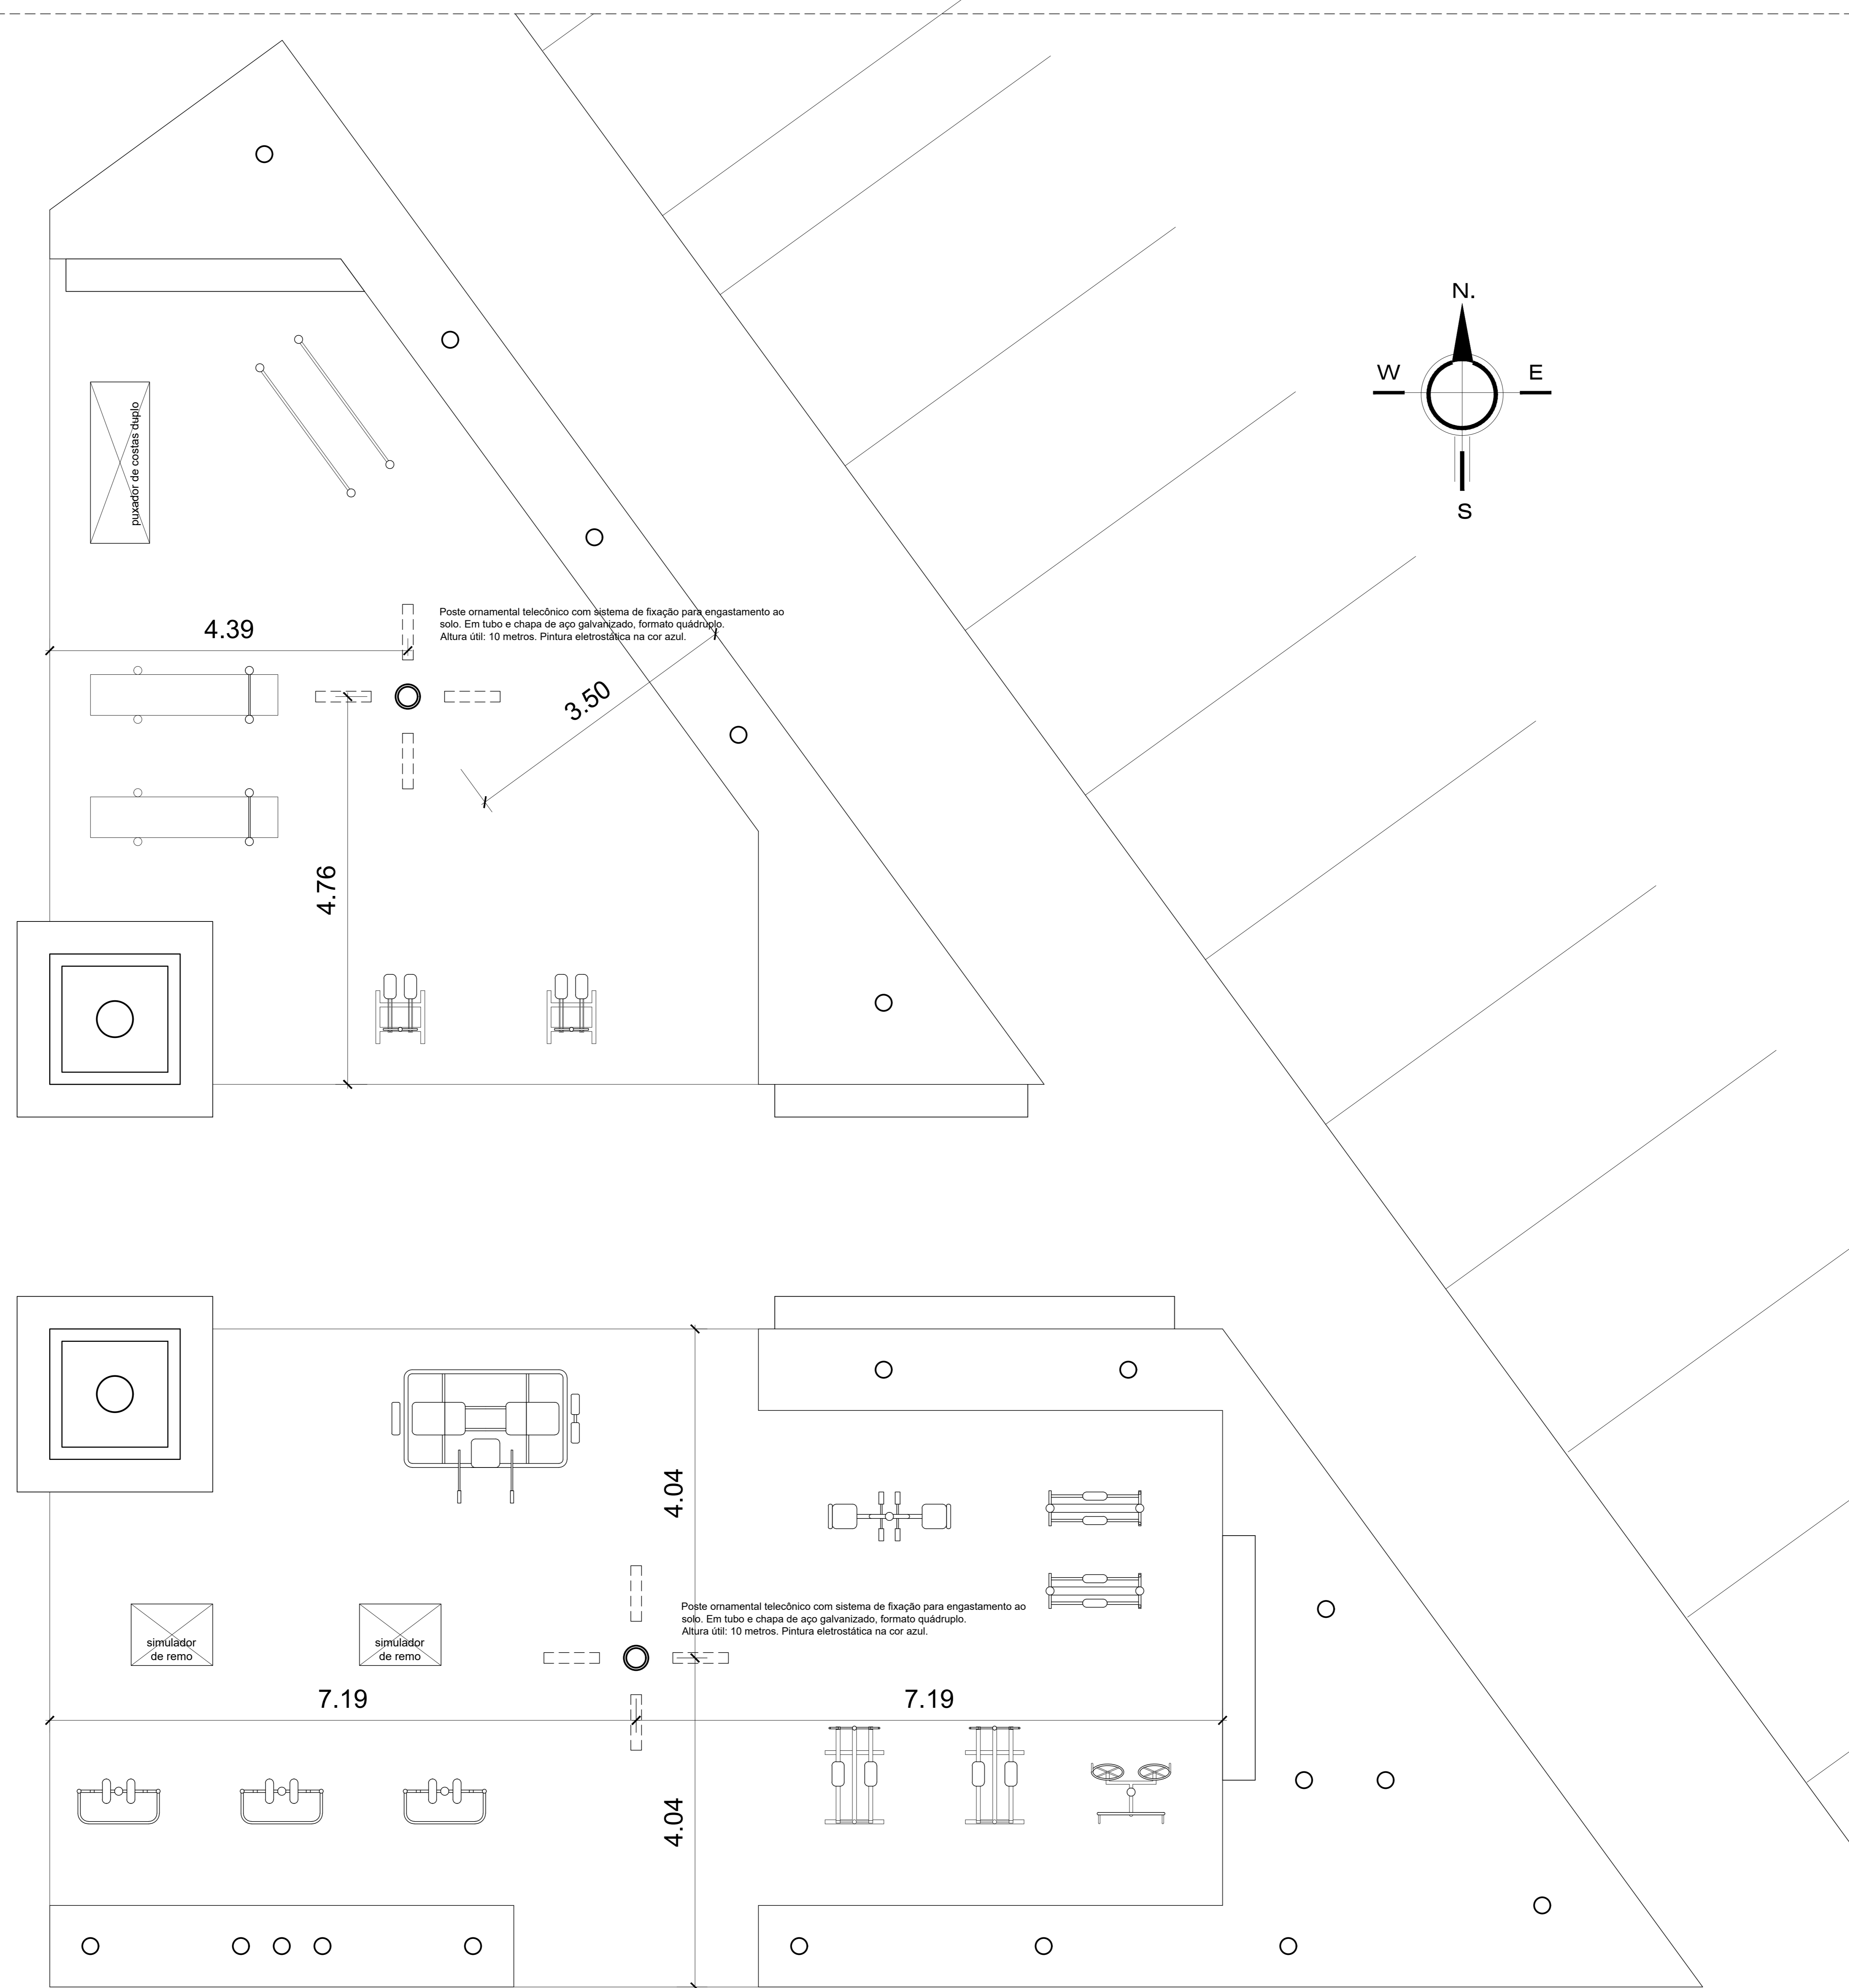 N.
W
E
S
puxador de costas duplo
4.39
Poste ornamental telecônico com sistema de fixação para engastamento ao
solo. Em tubo e chapa de aço galvanizado, formato quádruplo.
Altura útil: 10 metros. Pintura eletrostática na cor azul.
3.50
4.76
4.04
simulador
de remo
simulador
de remo
Poste ornamental telecônico com sistema de fixação para engastamento ao
solo. Em tubo e chapa de aço galvanizado, formato quádruplo.
Altura útil: 10 metros. Pintura eletrostática na cor azul.
7.19
7.19
4.04